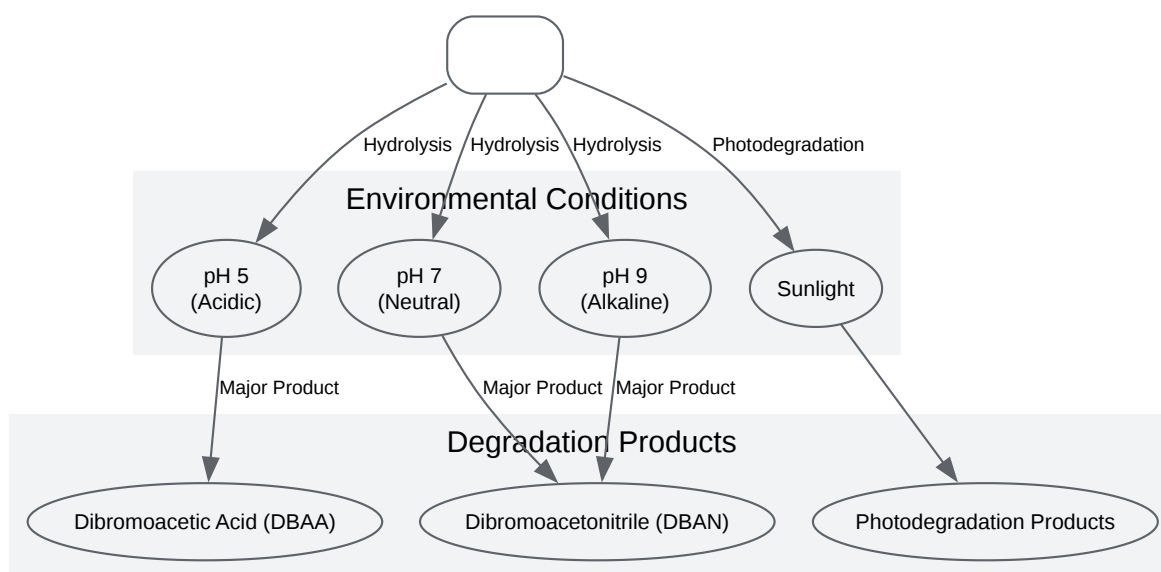 Hydrolysis
Hydrolysis
Hydrolysis
Photodegradation
Environmental Conditions
pH 5
(Acidic)
pH 7
(Neutral)
pH 9
(Alkaline)
Sunlight
Major Product
Major Product
Major Product
Degradation Products
Dibromoacetic Acid (DBAA)
Dibromoacetonitrile (DBAN)
Photodegradation Products